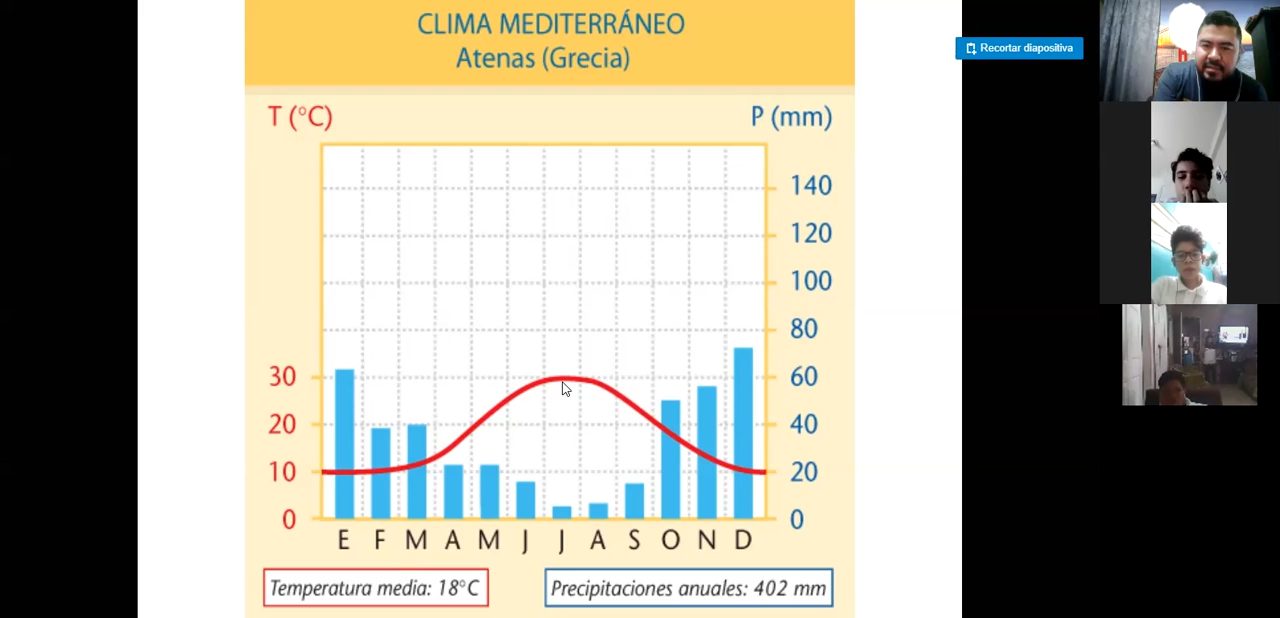 CLIMA MEDITERRÁNEO
Atenas (Grecia)
Recortar diapositiva
T (°C)
P (mm)
140
120
100
80
30
60
20
40
10
20
0
0
E F M A M J J A S O N D
Temperatura media: 18°C
Precipitaciones anuales: 402 mm